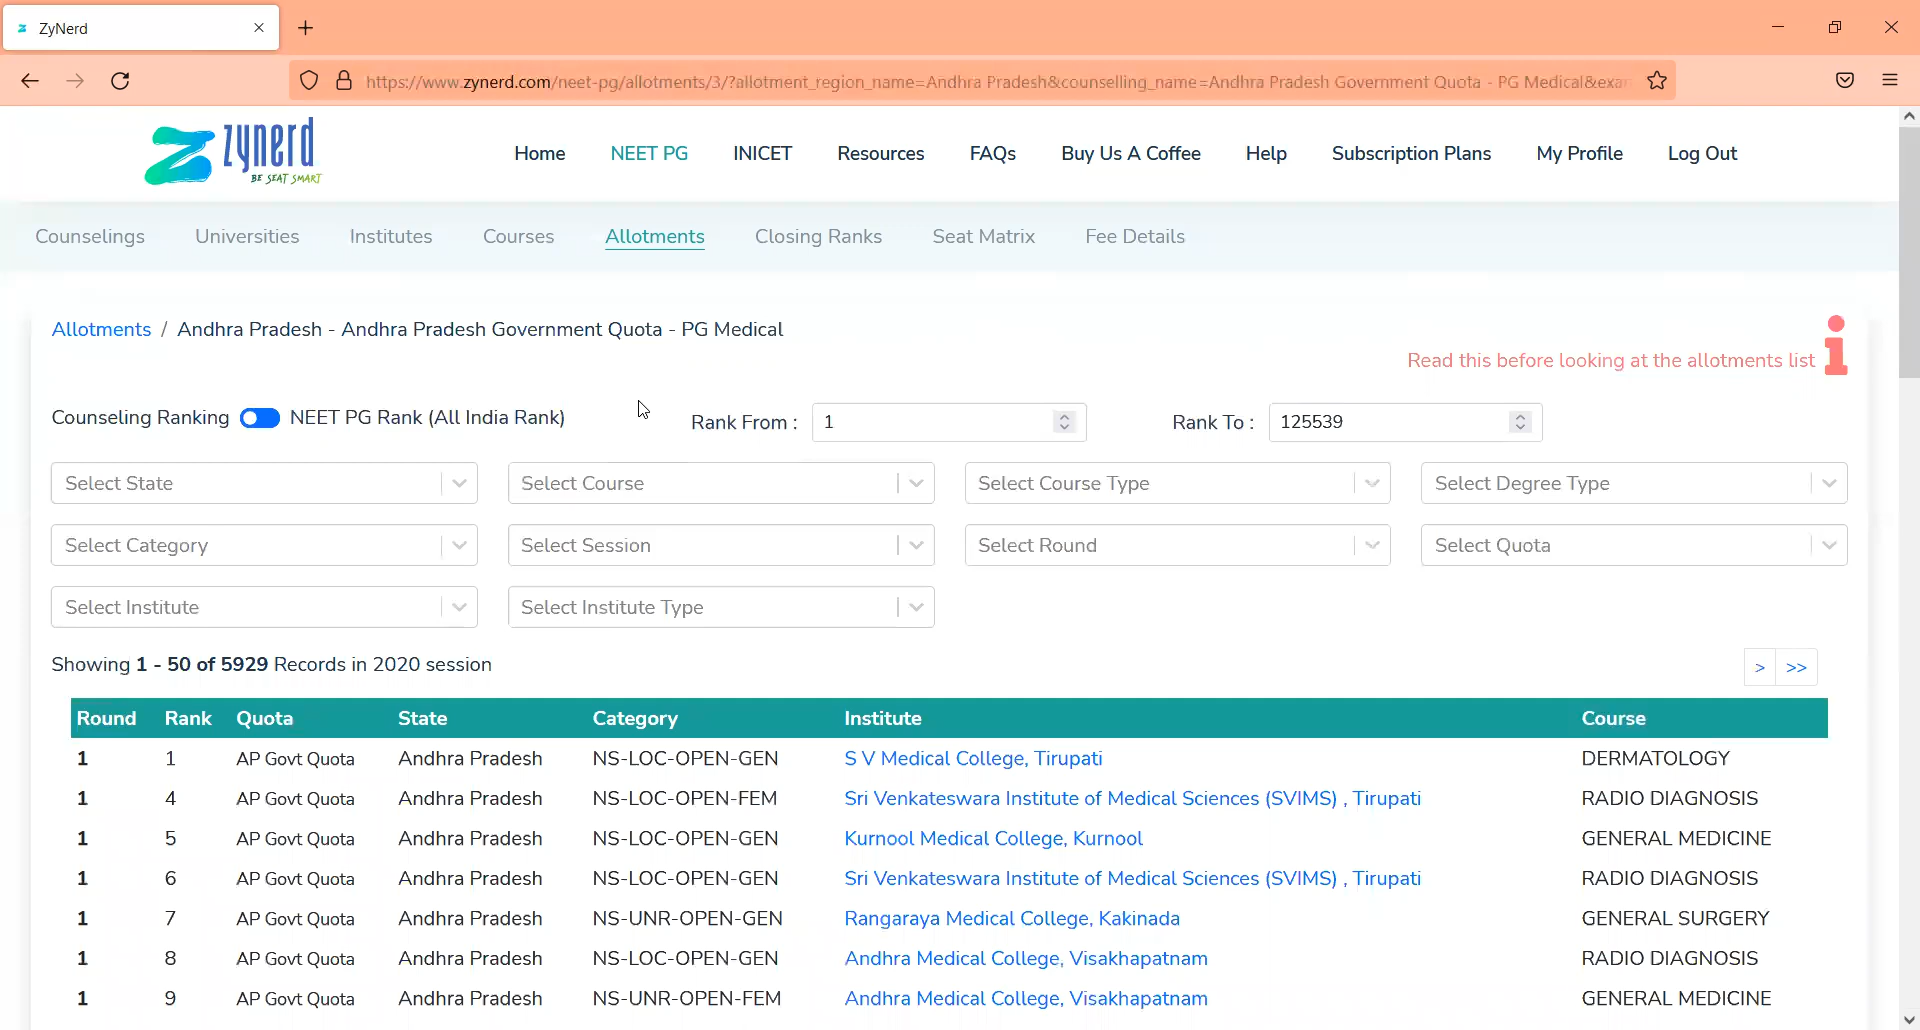 ZyNerd
https://www.zynerd.com/neet-pg/allotments/3/?allotment_region_name=Andhra Pradesh&counselling_name=Andhra Pradesh Government Quota - PG Medical&exar
zynerd
BE SEAT SMART
Home NEET PG INICET Resources FAQs Buy Us A Coffee Help Subscription Plans My Profile Log Out
Counselings Universities Institutes Courses Allotments Closing Ranks Seat Matrix Fee Details
Allotments / Andhra Pradesh - Andhra Pradesh Government Quota - PG Medical
Read this before looking at the allotments list
Counseling Ranking NEET PG Rank (All India Rank) Rank From : 1 Rank To : 125539
Select State Select Course Select Course Type Select Degree Type
Select Category Select Session Select Round Select Quota
Select Institute Select Institute Type
Showing 1 - 50 of 5929 Records in 2020 session > >>
Round Rank Quota State Category Institute Course
1 1 AP Govt Quota Andhra Pradesh NS-LOC-OPEN-GEN S V Medical College, Tirupati DERMATOLOGY
1 4 AP Govt Quota Andhra Pradesh NS-LOC-OPEN-FEM Sri Venkateswara Institute of Medical Sciences (SVIMS) , Tirupati RADIO DIAGNOSIS
1 5 AP Govt Quota Andhra Pradesh NS-LOC-OPEN-GEN Kurnool Medical College, Kurnool GENERAL MEDICINE
1 6 AP Govt Quota Andhra Pradesh NS-LOC-OPEN-GEN Sri Venkateswara Institute of Medical Sciences (SVIMS) , Tirupati RADIO DIAGNOSIS
1 7 AP Govt Quota Andhra Pradesh NS-UNR-OPEN-GEN Rangaraya Medical College, Kakinada GENERAL SURGERY
1 8 AP Govt Quota Andhra Pradesh NS-LOC-OPEN-GEN Andhra Medical College, Visakhapatnam RADIO DIAGNOSIS
1 9 AP Govt Quota Andhra Pradesh NS-UNR-OPEN-FEM Andhra Medical College, Visakhapatnam GENERAL MEDICINE